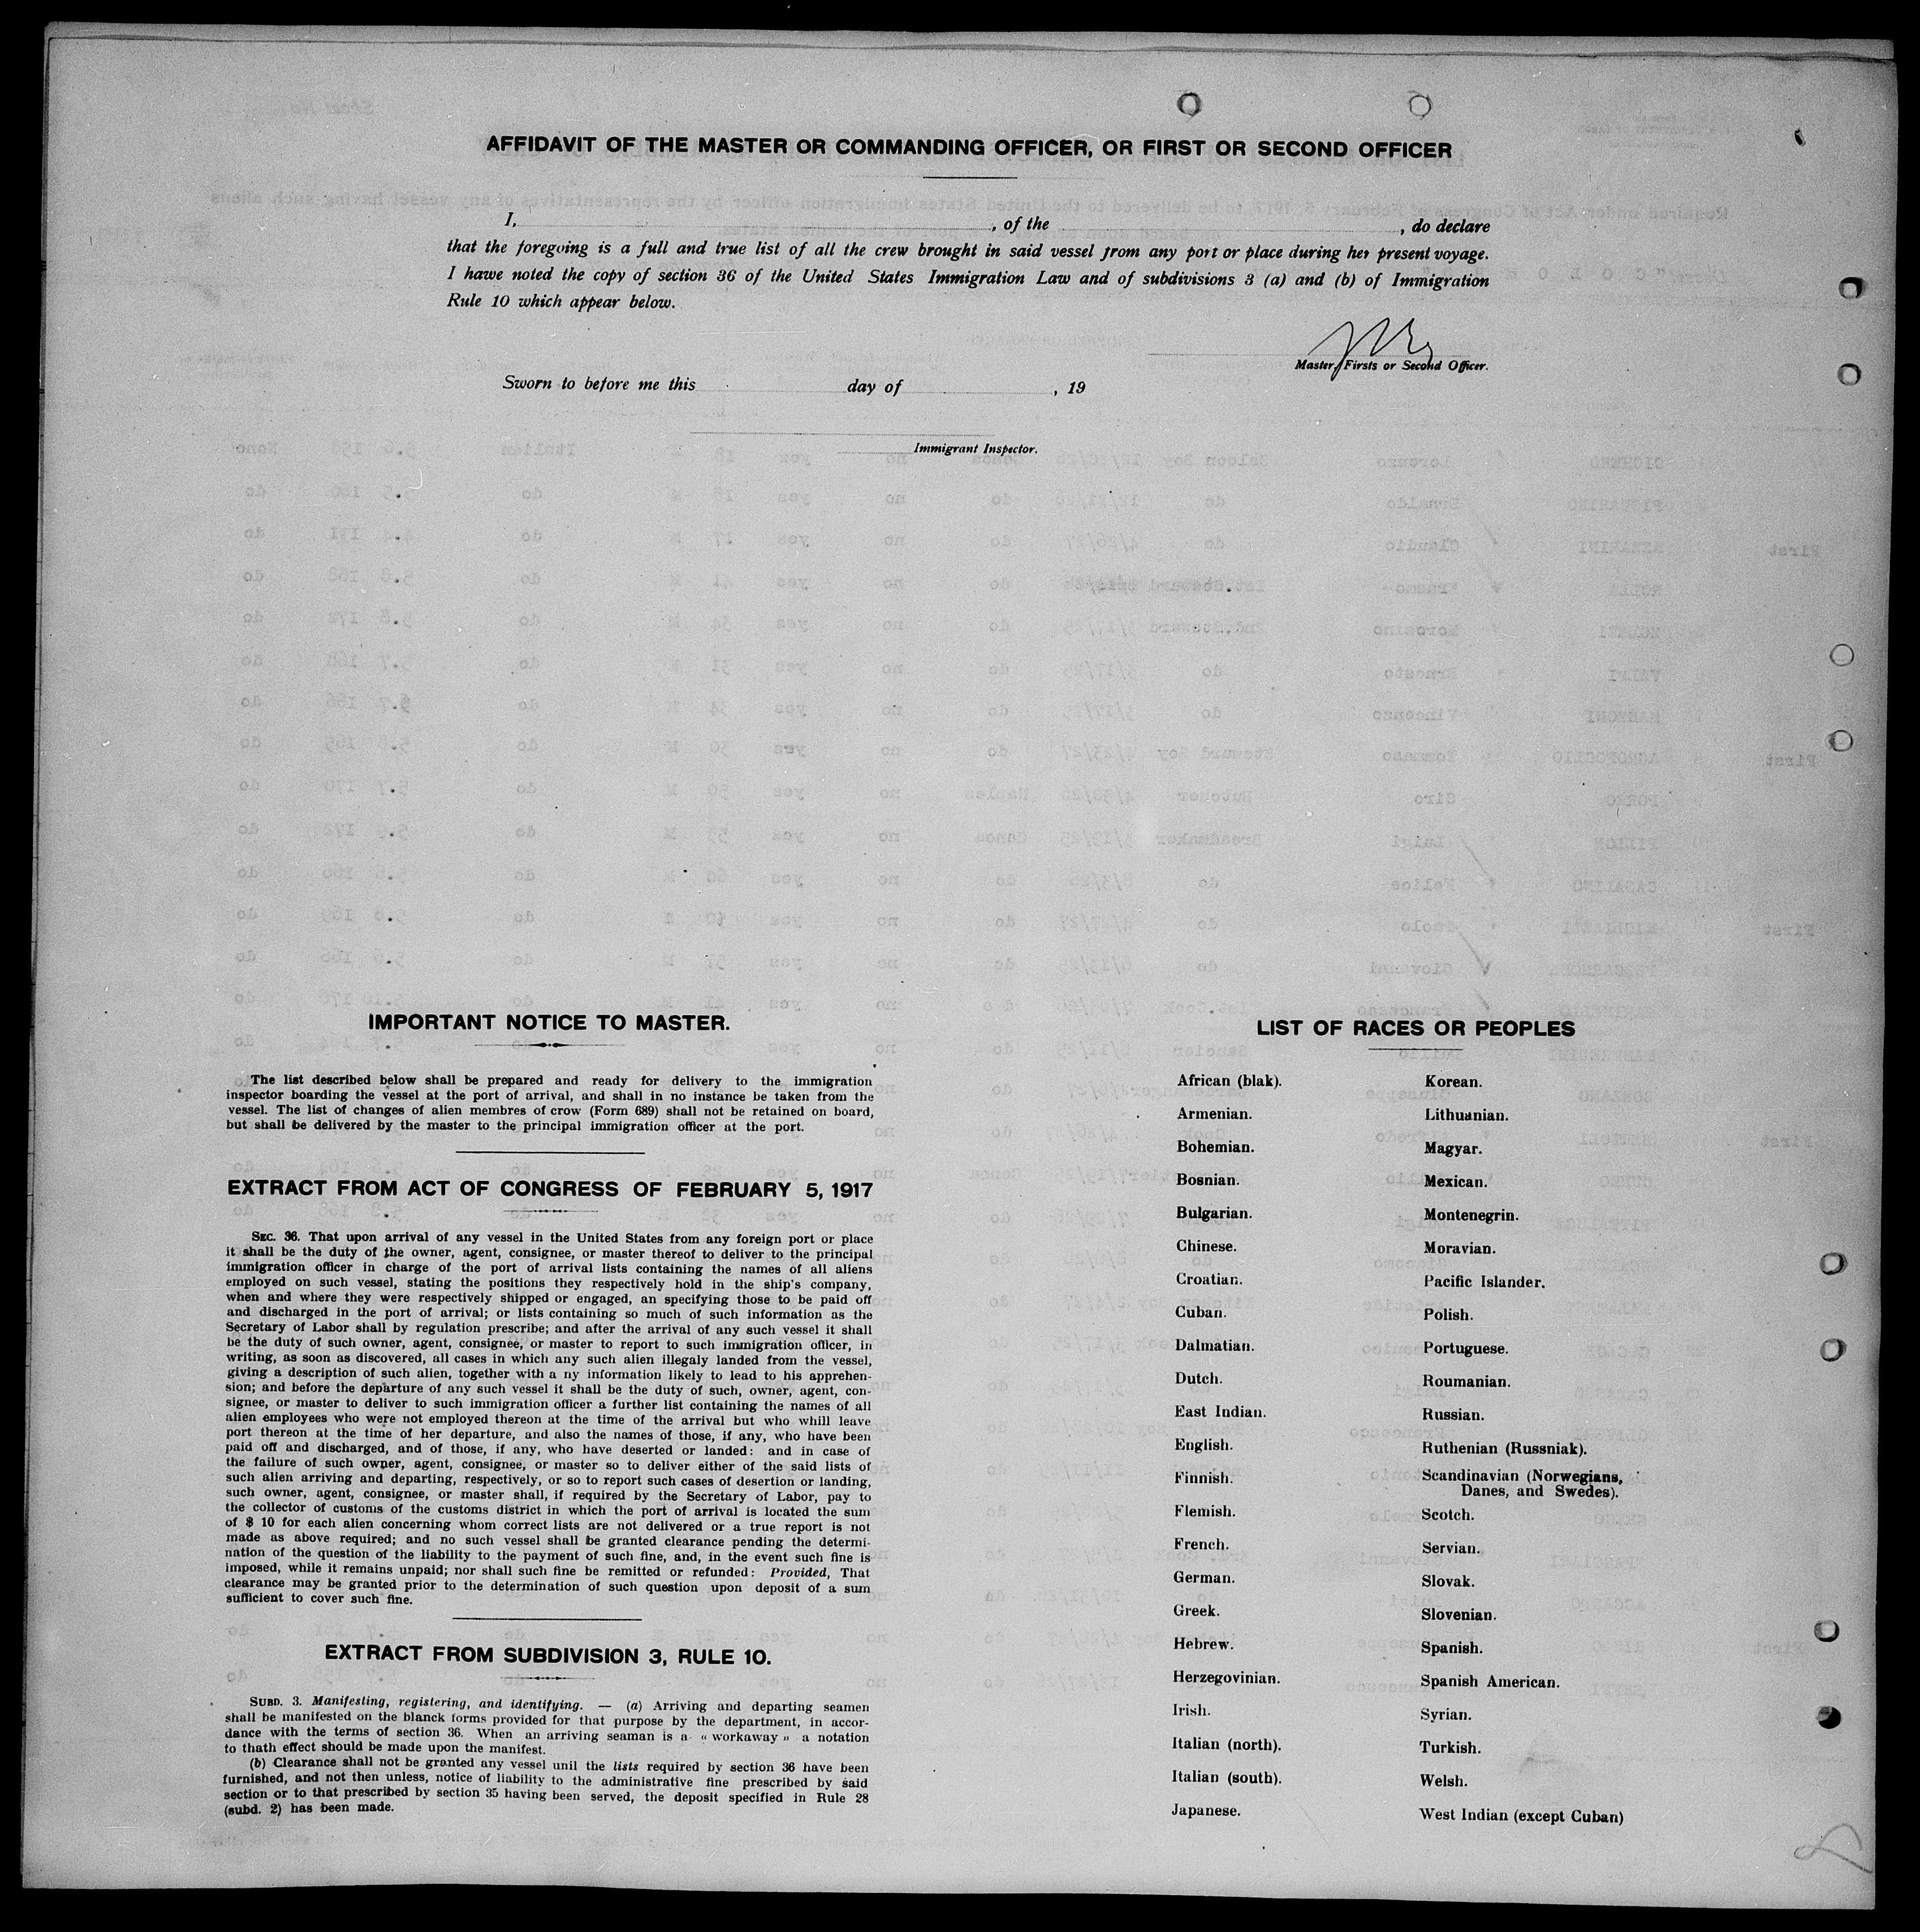 AFFIDAVIT OF THE MASTER OR COMMANDING OFFICER, OR FIRST OR SECOND OFFICER
I, , of the , do declare
that the foregoing is a full and true list of all the crew brought in said vessel from any port or place during her present voyage.
I hawe noted the copy of section 36 of the United States Immigration Law and of subdivisions 3 (a) and (b) of Immigration
Rule 10 which appear below.
Master, Firsts or Second Officer.
Sworn to before me this day of , 19
Immigrant Inspector.
IMPORTANT NOTICE TO MASTER.
The list described below shall be prepared and ready for delivery to the immigration
inspector boarding the vessel at the port of arrival, and shall in no instance be taken from the
vessel. The list of changes of alien membres of crow (Form 689) shall not be retained on board,
but shall be delivered by the master to the principal immigration officer at the port.
EXTRACT FROM ACT OF CONGRESS OF FEBRUARY 5, 1917
SEC. 36. That upon arrival of any vessel in the United States from any foreign port or place
it shall be the duty of the owner, agent, consignee, or master thereof to deliver to the principal
immigration officer in charge of the port of arrival lists containing the names of all aliens
employed on such vessel, stating the positions they respectively hold in the ship's company,
when and where they were respectively shipped or engaged, an specifying those to be paid off
and discharged in the port of arrival; or lists containing so much of such information as the
Secretary of Labor shall by regulation prescribe; and after the arrival of any such vessel it shall
be the duty of such owner, agent, consignee, or master to report to such immigration officer, in
writing, as soon as discovered, all cases in which any such alien illegaly landed from the vessel,
giving a description of such alien, together with a ny information likely to lead to his apprehen-
sion; and before the departure of any such vessel it shall be the duty of such, owner, agent, con-
signee, or master to deliver to such immigration officer a further list containing the names of all
alien employees who were not employed thereon at the time of the arrival but who whill leave
port thereon at the time of her departure, and also the names of those, if any, who have been
paid off and discharged, and of those, if any, who have deserted or landed: and in case of
the failure of such owner, agent, consignee, or master so to deliver either of the said lists of
such alien arriving and departing, respectively, or so to report such cases of desertion or landing,
such owner, agent, consignee, or master shall, if required by the Secretary of Labor, pay to
the collector of customs of the customs district in which the port of arrival is located the sum
of $ 10 for each alien concerning whom correct lists are not delivered or a true report is not
made as above required; and no such vessel shall be granted clearance pending the determi-
nation of the question of the liability to the payment of such fine, and, in the event such fine is
imposed, while it remains unpaid; nor shall such fine be remitted or refunded: Provided, That
clearance may be granted prior to the determination of such question upon deposit of a sum
sufficient to cover such fine.
EXTRACT FROM SUBDIVISION 3, RULE 10.
SUBD. 3. Manifesting, registering, and identifying. — (a) Arriving and departing seamen
shall be manifested on the blanck forms provided for that purpose by the department, in accor-
dance with the terms of section 36. When an arriving seaman is a « workaway » a notation
to thath effect should be made upon the manifest.
(b) Clearance shall not be granted any vessel unil the lists required by section 36 have been
furnished, and not then unless, notice of liability to the administrative fine prescribed by said
section or to that prescribed by section 35 having been served, the deposit specified in Rule 28
(subd. 2) has been made.
LIST OF RACES OR PEOPLES
African (blak).
Armenian.
Bohemian.
Bosnian.
Bulgarian.
Chinese.
Croatian.
Cuban.
Dalmatian.
Dutch.
East Indian.
English.
Finnish.
Flemish.
French.
German.
Greek.
Hebrew.
Herzegovinian.
Irish.
Italian (north).
Italian (south).
Japanese.
Korean.
Lithuanian.
Magyar.
Mexican.
Montenegrin.
Moravian.
Pacific Islander.
Polish.
Portuguese.
Roumanian.
Russian.
Ruthenian (Russniak).
Scandinavian (Norwegians,
Danes, and Swedes).
Scotch.
Servian.
Slovak.
Slovenian.
Spanish.
Spanish American.
Syrian.
Turkish.
Welsh.
West Indian (except Cuban)